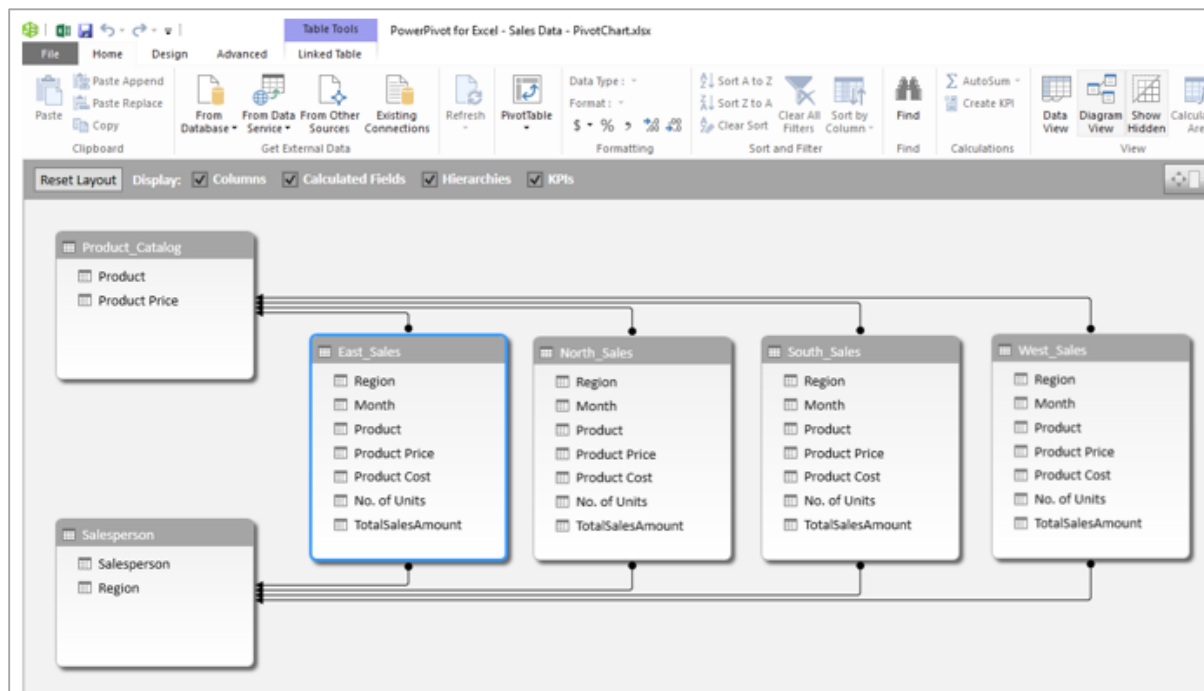 Table Tools PowerPivot for Excel - Sales Data - PivotChart.xlsx
File Home Design Advanced Linked Table
Paste
Paste Append
Paste Replace
Copy
Clipboard
From Database
From Data Service
From Other Sources
Existing Connections
Get External Data
Refresh
PivotTable
Data Type :
Format :
$ % ,
Formatting
Sort A to Z
Sort Z to A
Clear Sort
Clear All Filters
Sort by Column
Sort and Filter
Find
Find
AutoSum
Create KPI
Calculations
Data View
Diagram View
Show Hidden
View
Reset Layout Display: Columns Calculated Fields Hierarchies KPIs
Product_Catalog
Product
Product Price
East_Sales
Region
Month
Product
Product Price
Product Cost
No. of Units
TotalSalesAmount
North_Sales
Region
Month
Product
Product Price
Product Cost
No. of Units
TotalSalesAmount
South_Sales
Region
Month
Product
Product Price
Product Cost
No. of Units
TotalSalesAmount
West_Sales
Region
Month
Product
Product Price
Product Cost
No. of Units
TotalSalesAmount
Salesperson
Salesperson
Region